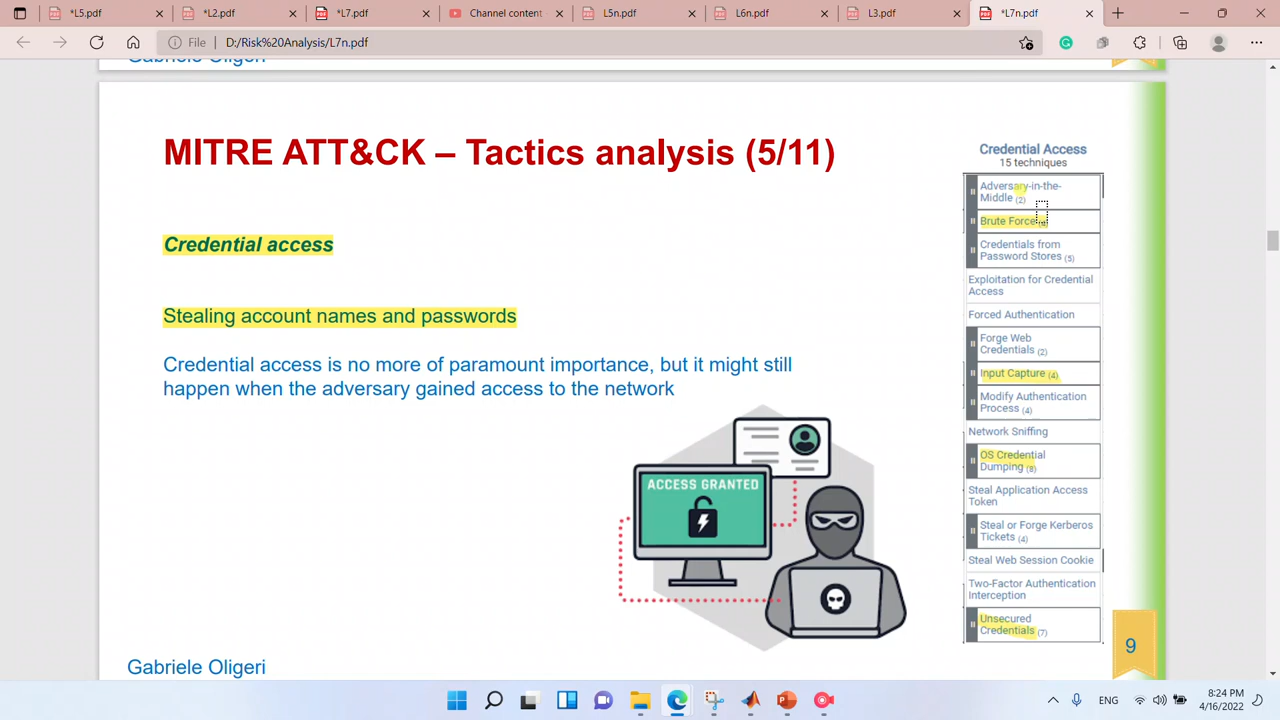 *L5.pdf
*L2.pdf
*L7.pdf
Channel content
L5n.pdf
L6n.pdf
L3.pdf
*L7n.pdf
File
D:/Risk%20Analysis/L7n.pdf
Gabriele Oligeri
MITRE ATT&CK – Tactics analysis (5/11)
Credential access
Stealing account names and passwords
Credential access is no more of paramount importance, but it might still
happen when the adversary gained access to the network
ACCESS GRANTED
Credential Access
15 techniques
Adversary-in-the-
Middle (2)
Brute Force
Credentials from
Password Stores (5)
Exploitation for Credential
Access
Forced Authentication
Forge Web
Credentials (2)
Input Capture (4)
Modify Authentication
Process (4)
Network Sniffing
OS Credential
Dumping (8)
Steal Application Access
Token
Steal or Forge Kerberos
Tickets (4)
Steal Web Session Cookie
Two-Factor Authentication
Interception
Unsecured
Credentials (7)
9
Gabriele Oligeri
ENG
8:24 PM
4/16/2022